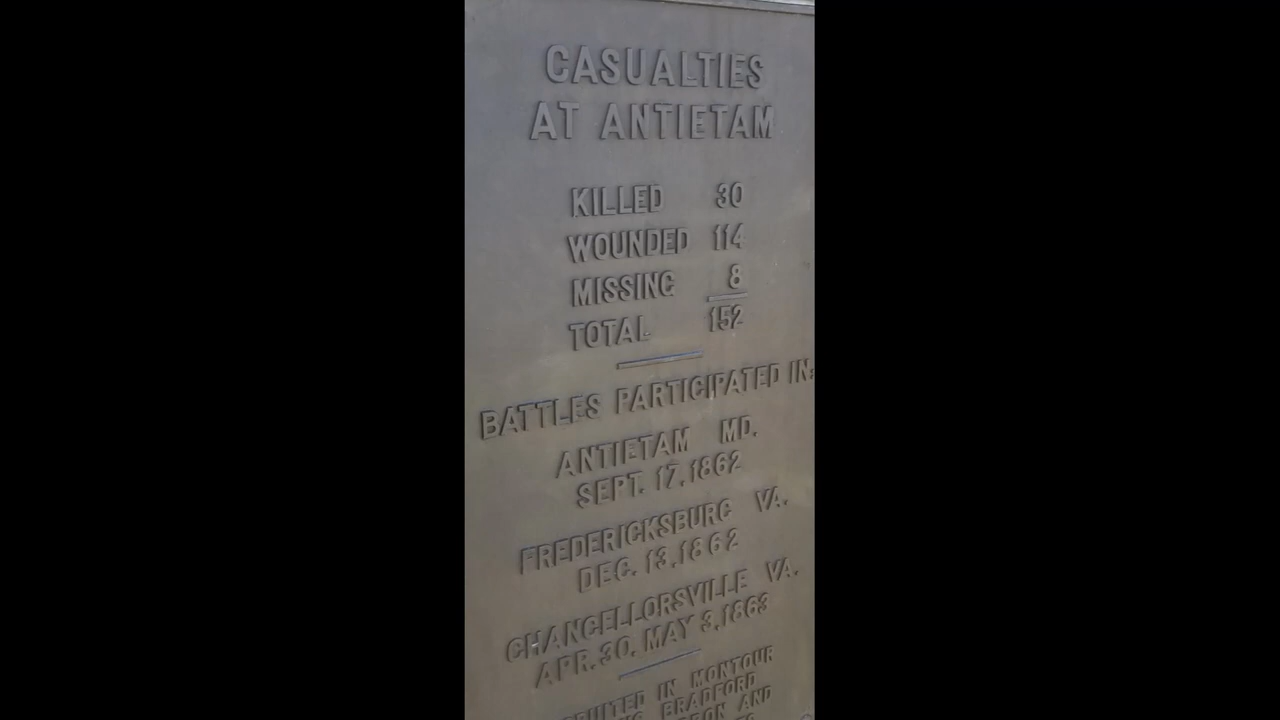 CASUALTIES
AT ANTIETAM
KILLED 30
WOUNDED 114
MISSING 8
TOTAL 152
BATTLES PARTICIPATED IN:
ANTIETAM MD.
SEPT. 17, 1862
FREDERICKSBURG VA.
DEC. 13, 1862
CHANCELLORSVILLE VA.
APR. 30, MAY 3, 1863
IN MONTOUR
BRADFORD
AND